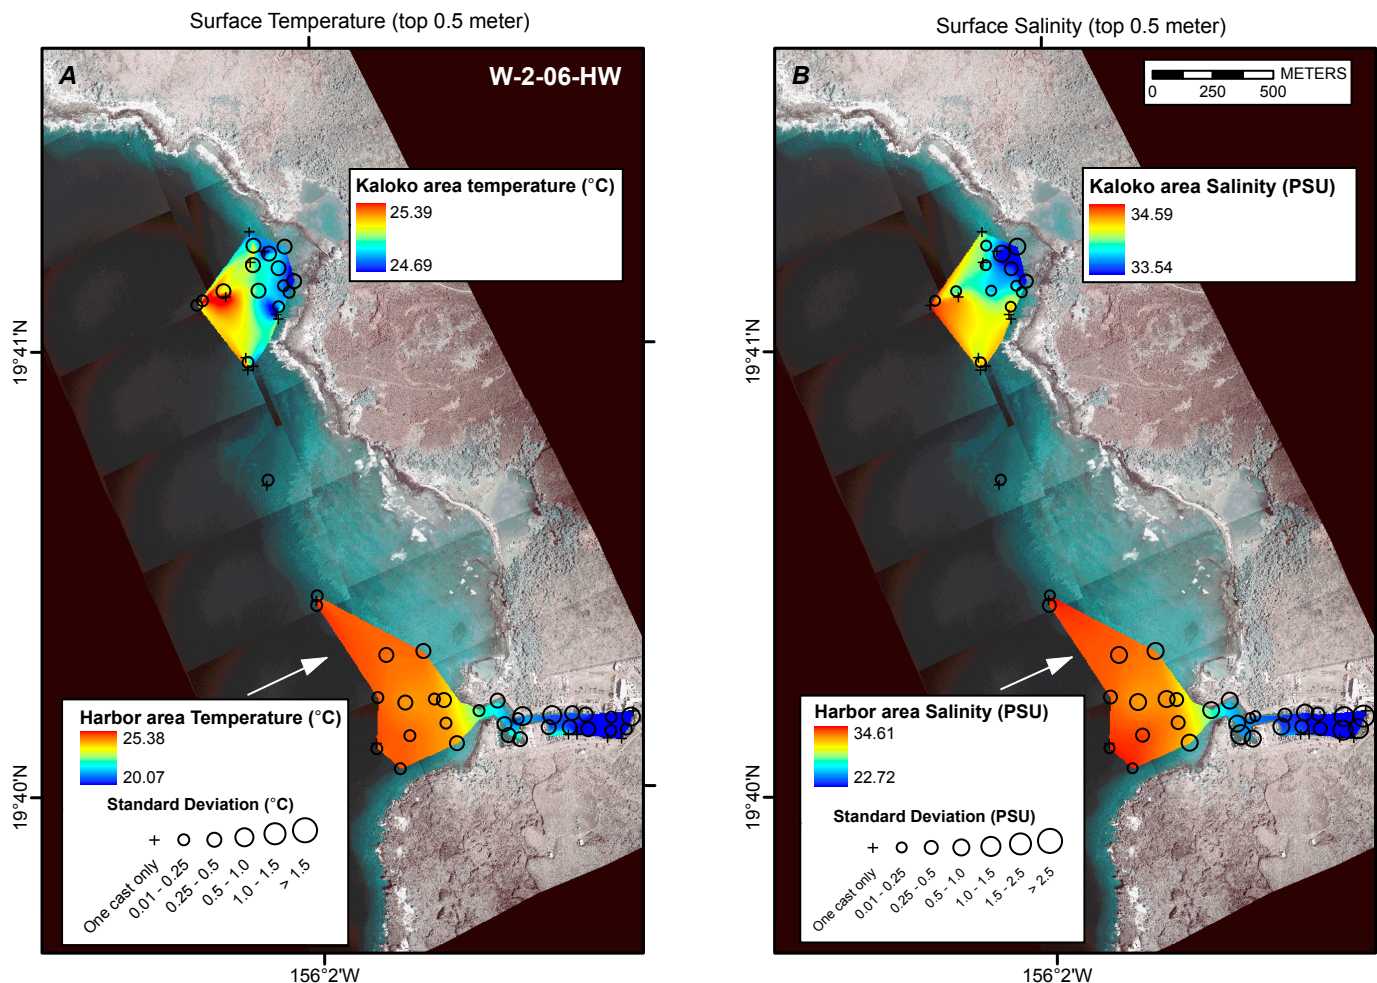 Surface Temperature (top 0.5 meter)
A
W-2-06-HW
Kaloko area temperature (°C)
25.39
24.69
19°41'N
19°40'N
Harbor area Temperature (°C)
25.38
20.07
Standard Deviation (°C)
One cast only
0.01 - 0.25
0.25 - 0.5
0.5 - 1.0
1.0 - 1.5
> 1.5
156°2'W
Surface Salinity (top 0.5 meter)
B
METERS
0 250 500
Kaloko area Salinity (PSU)
34.59
33.54
19°41'N
19°40'N
Harbor area Salinity (PSU)
34.61
22.72
Standard Deviation (PSU)
One cast only
0.01 - 0.25
0.25 - 0.5
0.5 - 1.0
1.0 - 1.5
1.5 - 2.5
> 2.5
156°2'W